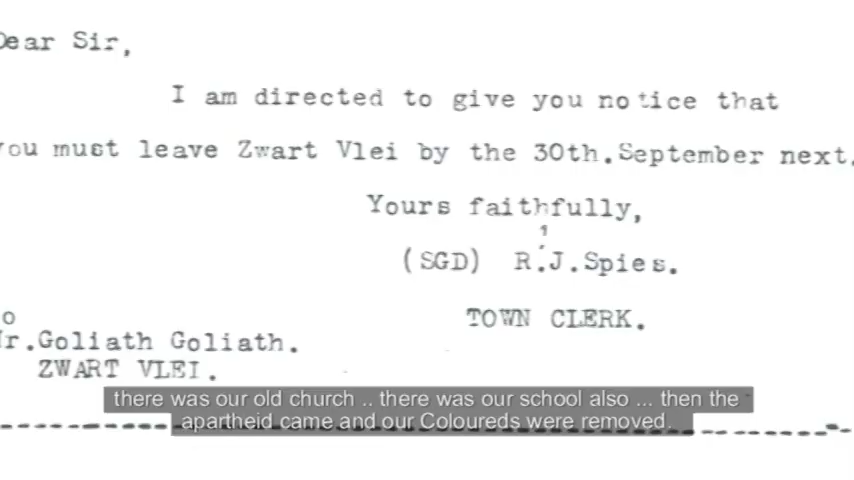 Dear Sir,
I am directed to give you notice that
you must leave Zwart Vlei by the 30th.September next,
Yours faithfully,
(SGD) R.J.Spies.
TOWN CLERK.
To
Mr.Goliath Goliath.
ZWART VLEI.
there was our old church .. there was our school also ... then the
apartheid came and our Coloureds were removed.